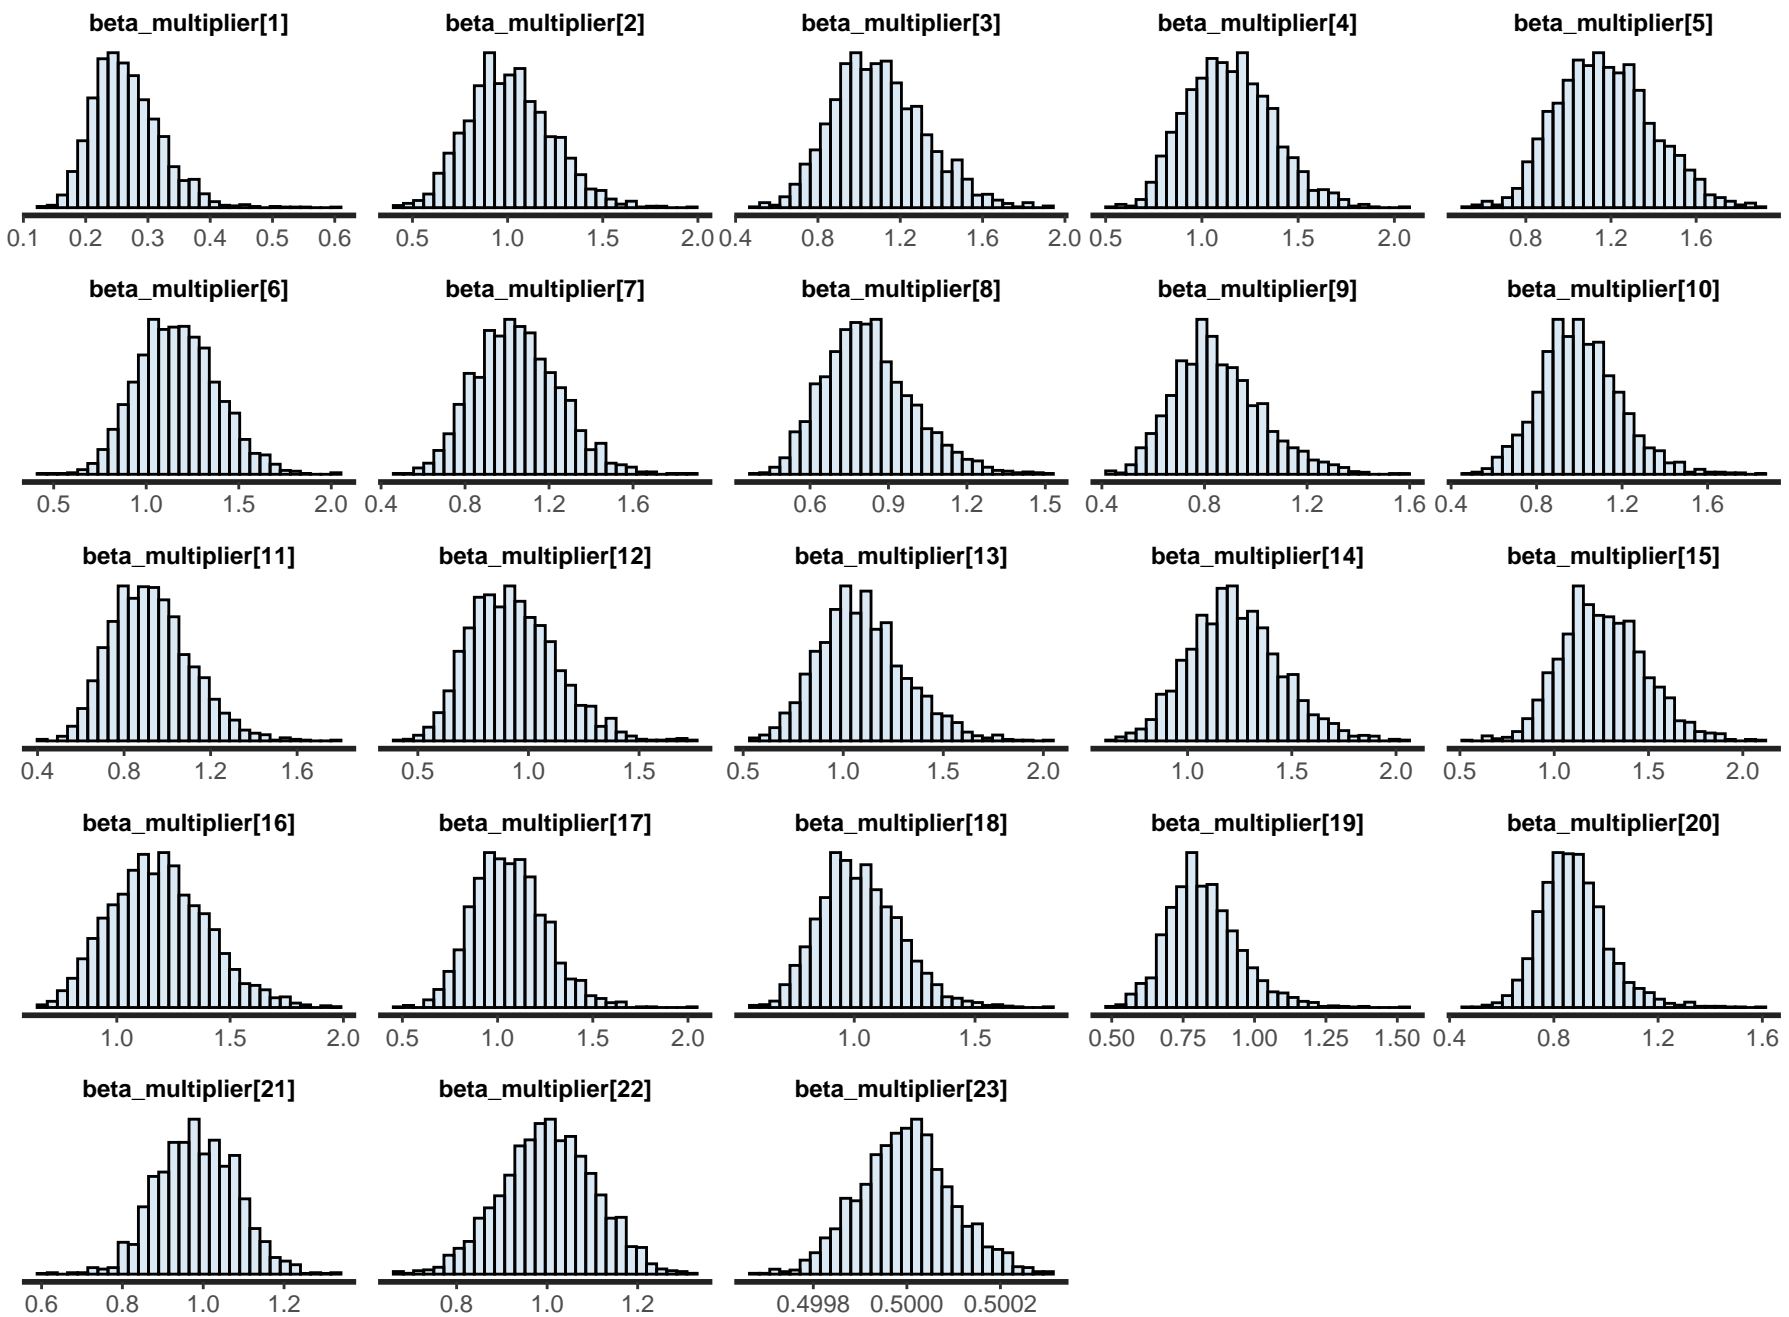 beta_multiplier[1] beta_multiplier[2] beta_multiplier[3] beta_multiplier[4] beta_multiplier[5]
0.1 0.2 0.3 0.4 0.5 0.6 0.5 1.0 1.5 2.0 0.4 0.8 1.2 1.6 2.0 0.5 1.0 1.5 2.0 0.8 1.2 1.6
beta_multiplier[6] beta_multiplier[7] beta_multiplier[8] beta_multiplier[9] beta_multiplier[10]
0.5 1.0 1.5 2.0 0.4 0.8 1.2 1.6 0.6 0.9 1.2 1.5 0.4 0.8 1.2 1.6 0.4 0.8 1.2 1.6
beta_multiplier[11] beta_multiplier[12] beta_multiplier[13] beta_multiplier[14] beta_multiplier[15]
0.4 0.8 1.2 1.6 0.5 1.0 1.5 0.5 1.0 1.5 2.0 1.0 1.5 2.0 0.5 1.0 1.5 2.0
beta_multiplier[16] beta_multiplier[17] beta_multiplier[18] beta_multiplier[19] beta_multiplier[20]
1.0 1.5 2.0 0.5 1.0 1.5 2.0 1.0 1.5 0.50 0.75 1.00 1.25 1.50 0.4 0.8 1.2 1.6
beta_multiplier[21] beta_multiplier[22] beta_multiplier[23]
0.6 0.8 1.0 1.2 0.8 1.0 1.2 0.4998 0.5000 0.5002